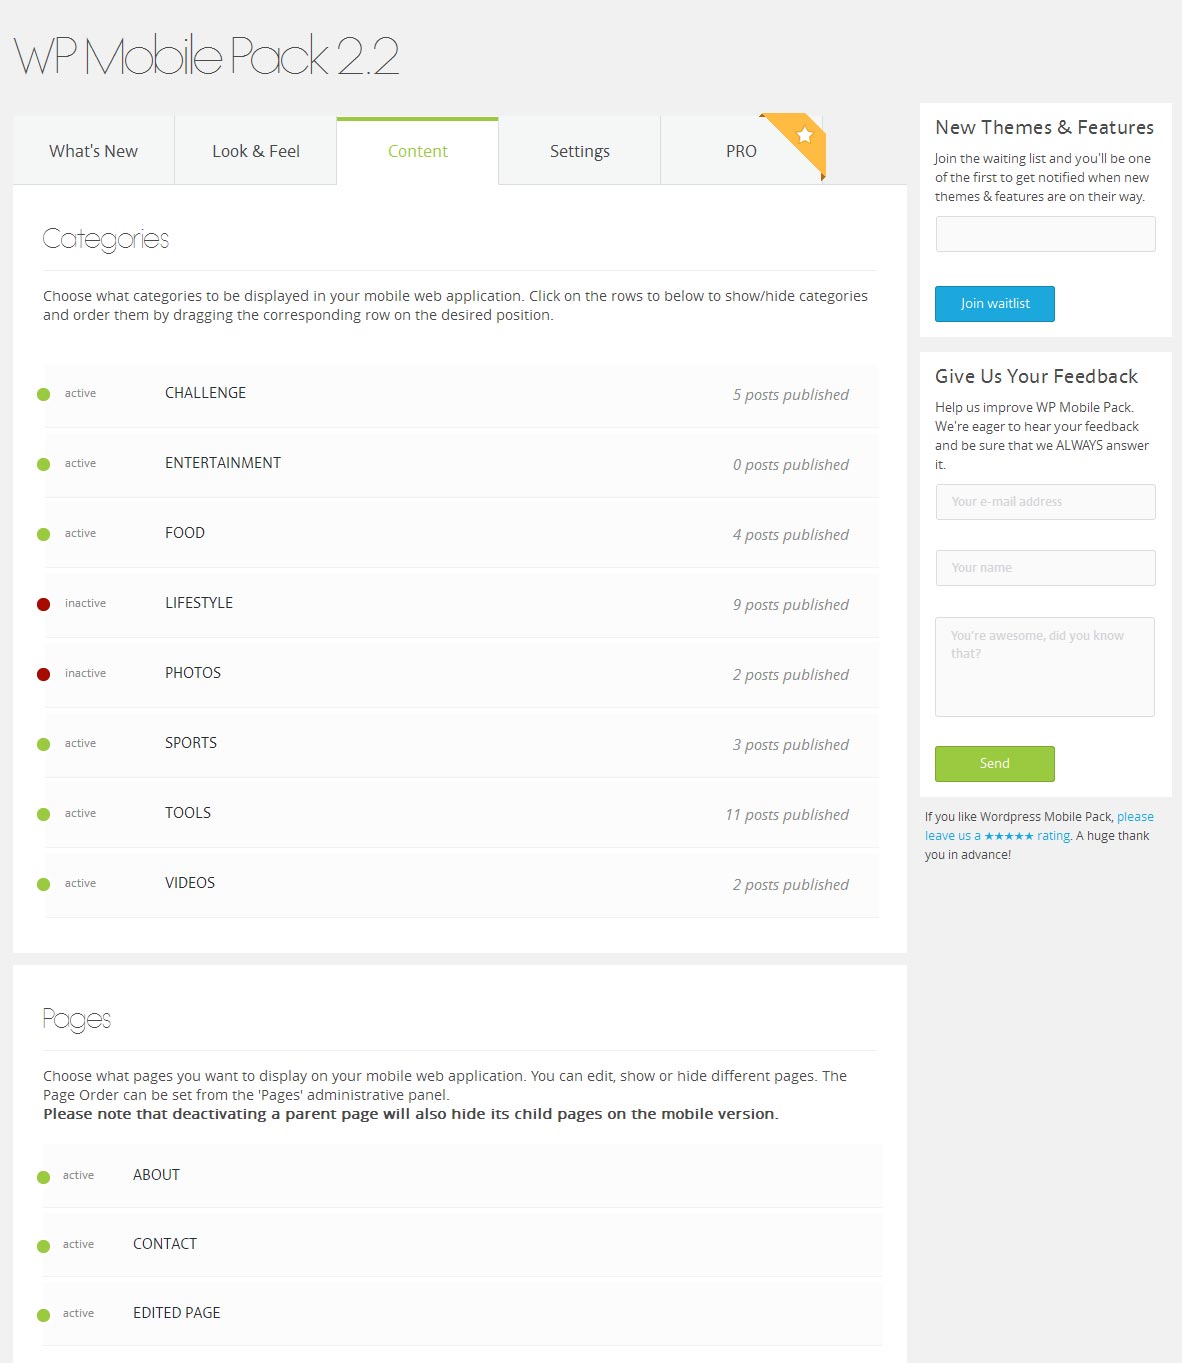 WP Mobile Pack 2.2
What's New
Look & Feel
Content
Settings
PRO
Categories
Choose what categories to be displayed in your mobile web application. Click on the rows to below to show/hide categories
and order them by dragging the corresponding row on the desired position.
active CHALLENGE 5 posts published
active ENTERTAINMENT 0 posts published
active FOOD 4 posts published
inactive LIFESTYLE 9 posts published
inactive PHOTOS 2 posts published
active SPORTS 3 posts published
active TOOLS 11 posts published
active VIDEOS 2 posts published
Pages
Choose what pages you want to display on your mobile web application. You can edit, show or hide different pages. The
Page Order can be set from the 'Pages' administrative panel.
Please note that deactivating a parent page will also hide its child pages on the mobile version.
active ABOUT
active CONTACT
active EDITED PAGE
New Themes & Features
Join the waiting list and you'll be one
of the first to get notified when new
themes & features are on their way.
Join waitlist
Give Us Your Feedback
Help us improve WP Mobile Pack.
We're eager to hear your feedback
and be sure that we ALWAYS answer
it.
Your e-mail address
Your name
You're awesome, did you know
that?
Send
If you like Wordpress Mobile Pack, please
leave us a ★★★★★ rating. A huge thank
you in advance!